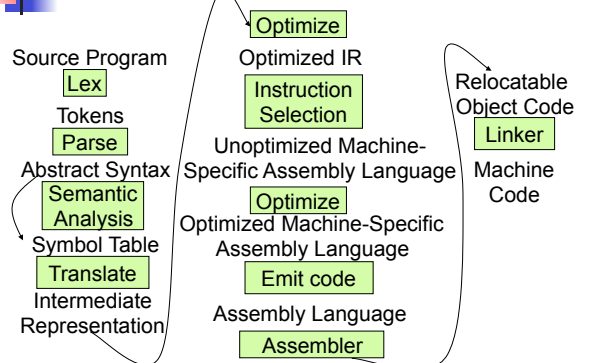 Source Program
Lex
Tokens
Parse
Abstract Syntax
Semantic
Analysis
Symbol Table
Translate
Intermediate
Representation
Optimize
Optimized IR
Instruction
Selection
Unoptimized Machine-
Specific Assembly Language
Optimize
Optimized Machine-Specific
Assembly Language
Emit code
Assembly Language
Assembler
Relocatable
Object Code
Linker
Machine
Code